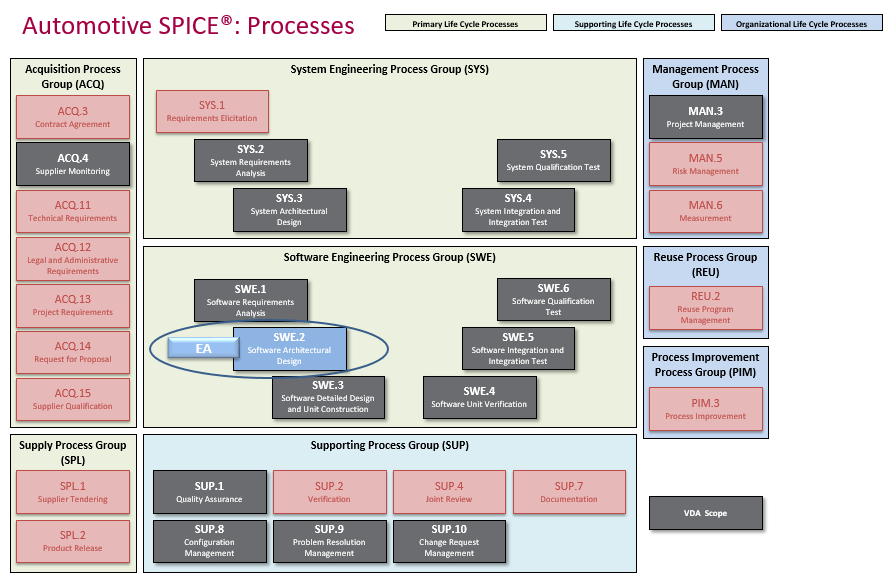 Automotive SPICE®: Processes
Primary Life Cycle Processes
Supporting Life Cycle Processes
Organizational Life Cycle Processes
Acquisition Process
Group (ACQ)
ACQ.3
Contract Agreement
ACQ.4
Supplier Monitoring
ACQ.11
Technical Requirements
ACQ.12
Legal and Administrative
Requirements
ACQ.13
Project Requirements
ACQ.14
Request for Proposal
ACQ.15
Supplier Qualification
System Engineering Process Group (SYS)
SYS.1
Requirements Elicitation
SYS.2
System Requirements
Analysis
SYS.3
System Architectural
Design
SYS.5
System Qualification Test
SYS.4
System Integration and
Integration Test
Management Process
Group (MAN)
MAN.3
Project Management
MAN.5
Risk Management
MAN.6
Measurement
Software Engineering Process Group (SWE)
SWE.1
Software Requirements
Analysis
EA
SWE.2
Software Architectural
Design
SWE.3
Software Detailed Design
and Unit Construction
SWE.6
Software Qualification
Test
SWE.5
Software Integration and
Integration Test
SWE.4
Software Unit Verification
Reuse Process Group
(REU)
REU.2
Reuse Program
Management
Process Improvement
Process Group (PIM)
PIM.3
Process Improvement
Supply Process Group
(SPL)
SPL.1
Supplier Tendering
SPL.2
Product Release
Supporting Process Group (SUP)
SUP.1
Quality Assurance
SUP.2
Verification
SUP.4
Joint Review
SUP.7
Documentation
SUP.8
Configuration
Management
SUP.9
Problem Resolution
Management
SUP.10
Change Request
Management
VDA Scope